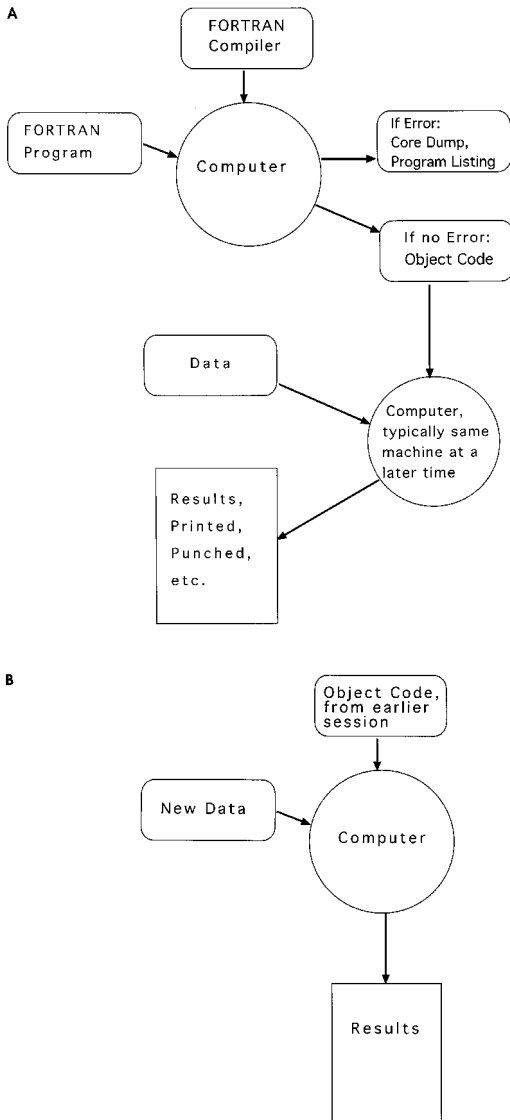 A
FORTRAN
Compiler
FORTRAN
Program
Computer
If Error:
Core Dump,
Program Listing
If no Error:
Object Code
Data
Computer,
typically same
machine at a
later time
Results,
Printed,
Punched,
etc.
B
Object Code,
from earlier
session
New Data
Computer
Results